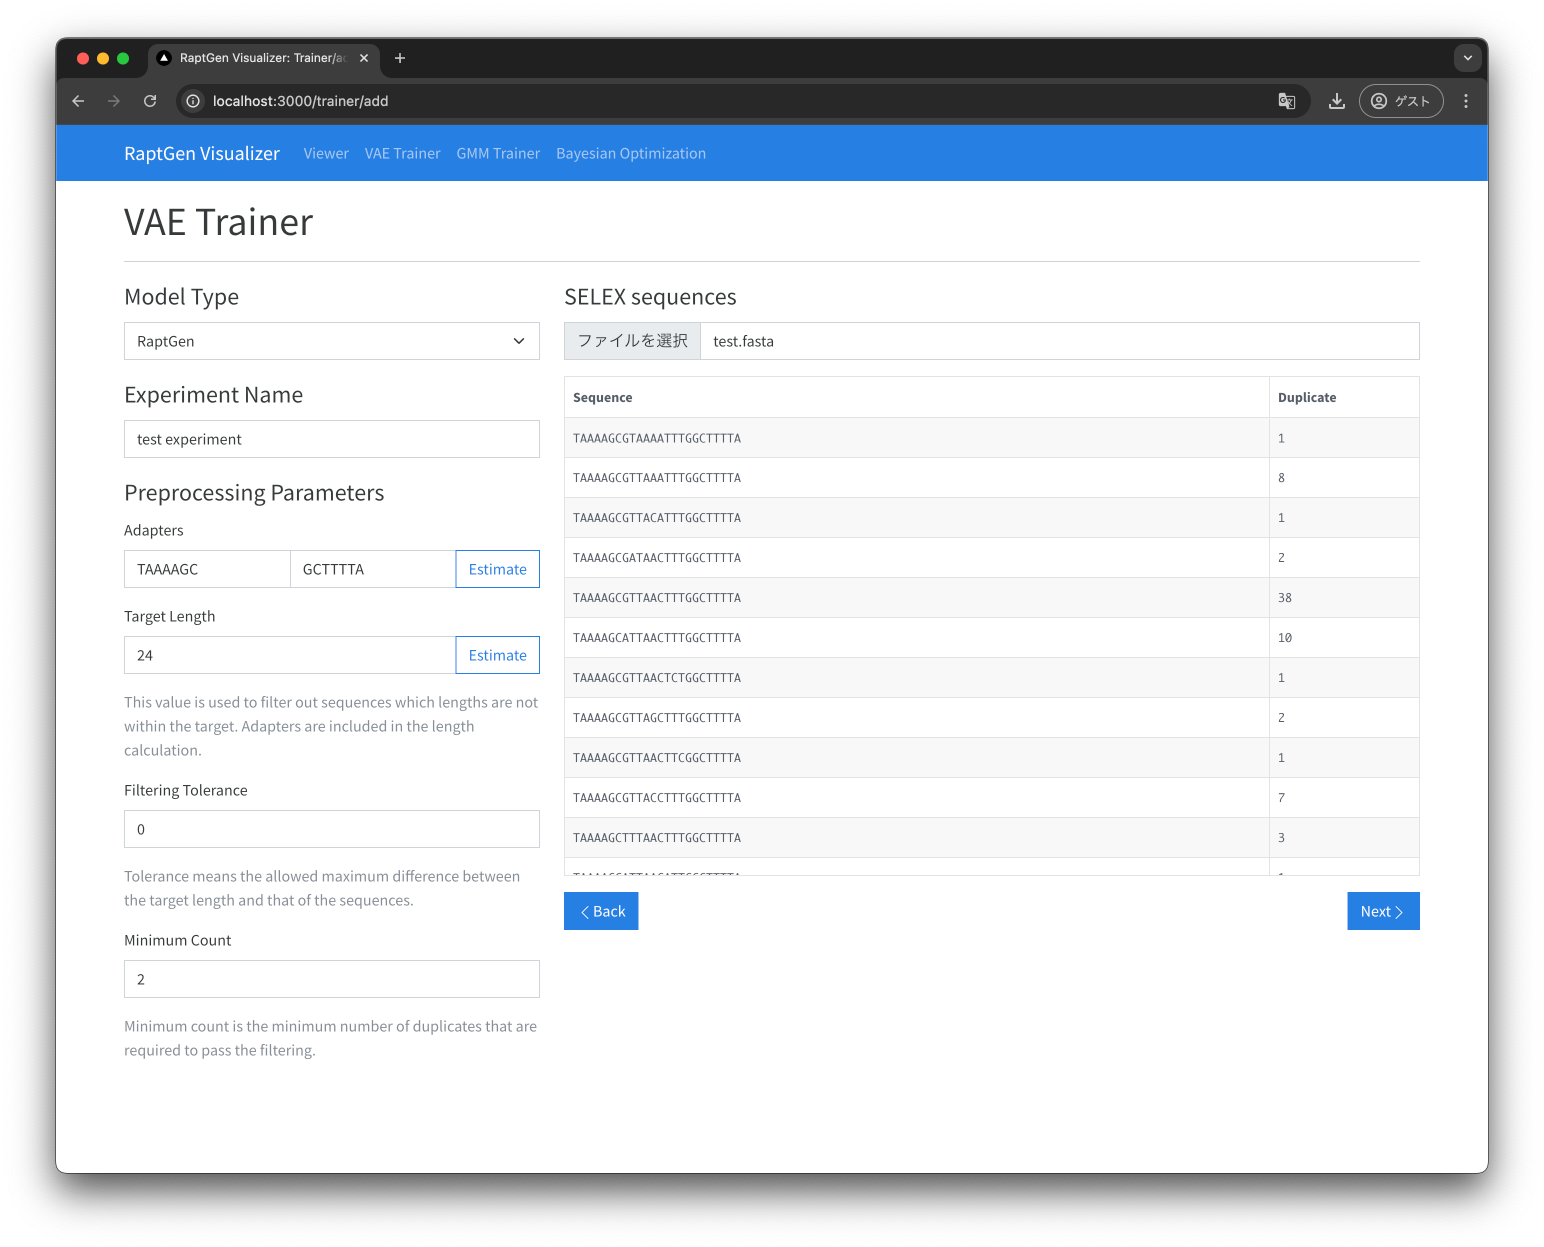 RaptGen Visualizer: Trainer/a
localhost:3000/trainer/add
ゲスト
RaptGen Visualizer Viewer VAE Trainer GMM Trainer Bayesian Optimization
VAE Trainer
Model Type
RaptGen
Experiment Name
test experiment
Preprocessing Parameters
Adapters
TAAAAGC GCTTTTA Estimate
Target Length
24 Estimate
This value is used to filter out sequences which lengths are not
within the target. Adapters are included in the length
calculation.
Filtering Tolerance
0
Tolerance means the allowed maximum difference between
the target length and that of the sequences.
Minimum Count
2
Minimum count is the minimum number of duplicates that are
required to pass the filtering.
SELEX sequences
ファイルを選択 test.fasta
Sequence Duplicate
TAAAAGCGTAAAATTTGGCTTTTA 1
TAAAAGCGTTAAATTTGGCTTTTA 8
TAAAAGCGTTACATTTGGCTTTTA 1
TAAAAGCGATAACTTTGGCTTTTA 2
TAAAAGCGTTAACTTTGGCTTTTA 38
TAAAAGCATTAACTTTGGCTTTTA 10
TAAAAGCGTTAACTCTGGCTTTTA 1
TAAAAGCGTTAGCTTTGGCTTTTA 2
TAAAAGCGTTAACTTCGGCTTTTA 1
TAAAAGCGTTACCTTTGGCTTTTA 7
TAAAAGCTTTAACTTTGGCTTTTA 3
Back
Next